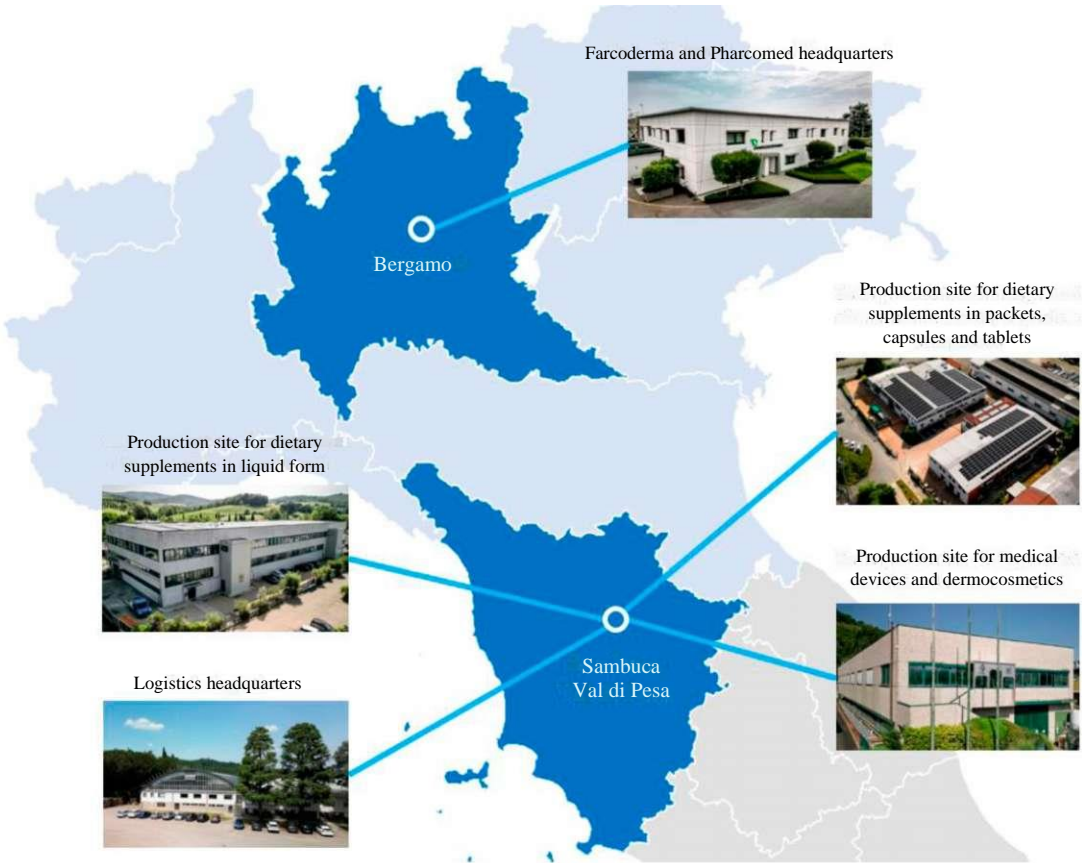 Farcoderma and Pharcomed headquarters
Bergamo
Production site for dietary
supplements in packets,
capsules and tablets
Production site for dietary
supplements in liquid form
Production site for medical
devices and dermocosmetics
Sambuca
Val di Pesa
Logistics headquarters